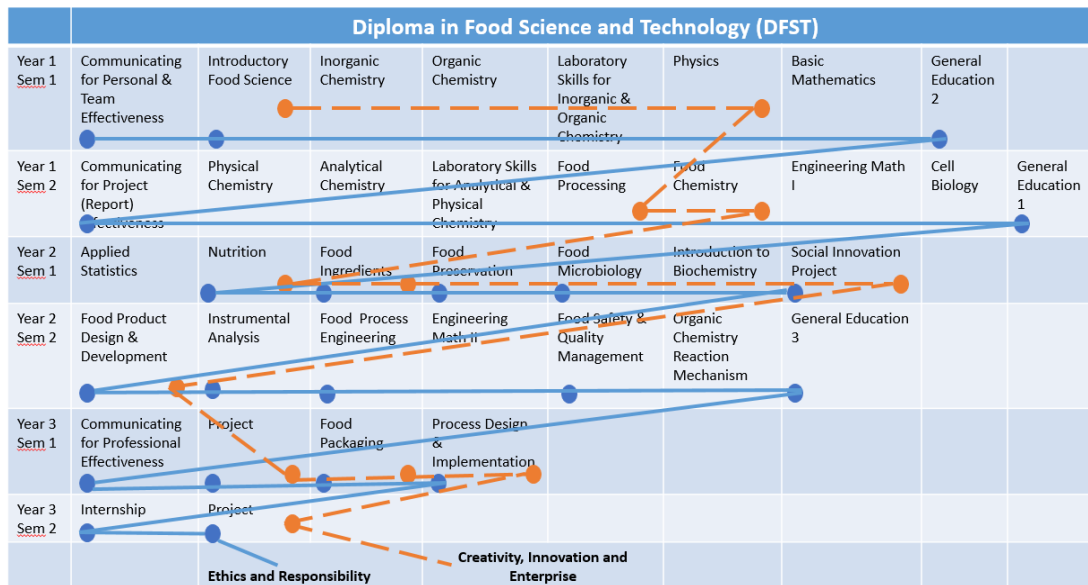 Diploma in Food Science and Technology (DFST)
Year 1
Sem 1
Communicating
for Personal &
Team
Effectiveness
Introductory
Food Science
Inorganic
Chemistry
Organic
Chemistry
Laboratory
Skills for
Inorganic &
Organic
Chemistry
Physics
Basic
Mathematics
General
Education
2
Year 1
Sem 2
Communicating
for Project
(Report)
Effectiveness
Physical
Chemistry
Analytical
Chemistry
Laboratory Skills
for Analytical &
Physical
Chemistry
Food
Processing
Food
Chemistry
Engineering Math
I
Cell
Biology
General
Education
1
Year 2
Sem 1
Applied
Statistics
Nutrition
Food
Ingredients
Food
Preservation
Food
Microbiology
Introduction to
Biochemistry
Social Innovation
Project
Year 2
Sem 2
Food Product
Design &
Development
Instrumental
Analysis
Food Process
Engineering
Engineering
Math II
Food Safety &
Quality
Management
Organic
Chemistry
Reaction
Mechanism
General Education
3
Year 3
Sem 1
Communicating
for Professional
Effectiveness
Project
Food
Packaging
Process Design
&
Implementation
Year 3
Sem 2
Internship
Project
Ethics and Responsibility
Creativity, Innovation and
Enterprise